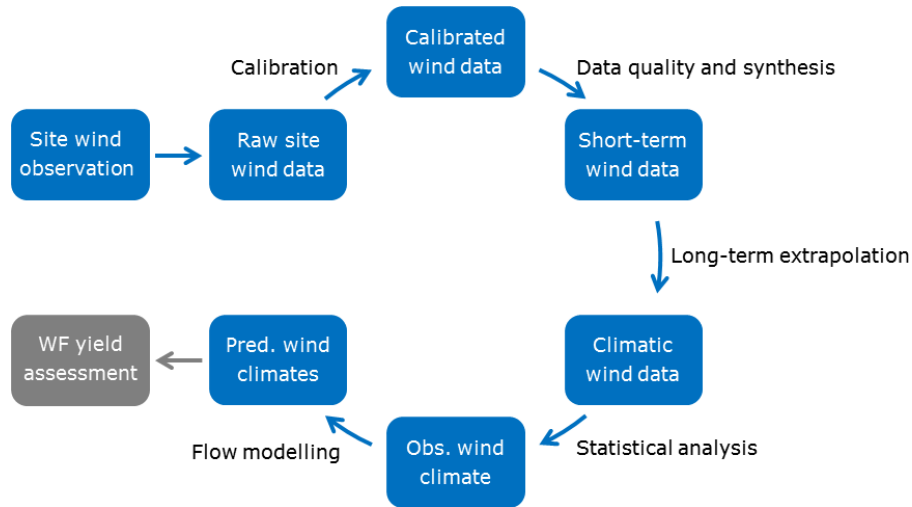 Calibrated
wind data
Calibration
Data quality and synthesis
Site wind
observation
Raw site
wind data
Short-term
wind data
Long-term extrapolation
WF yield
assessment
Pred. wind
climates
Climatic
wind data
Flow modelling
Obs. wind
climate
Statistical analysis